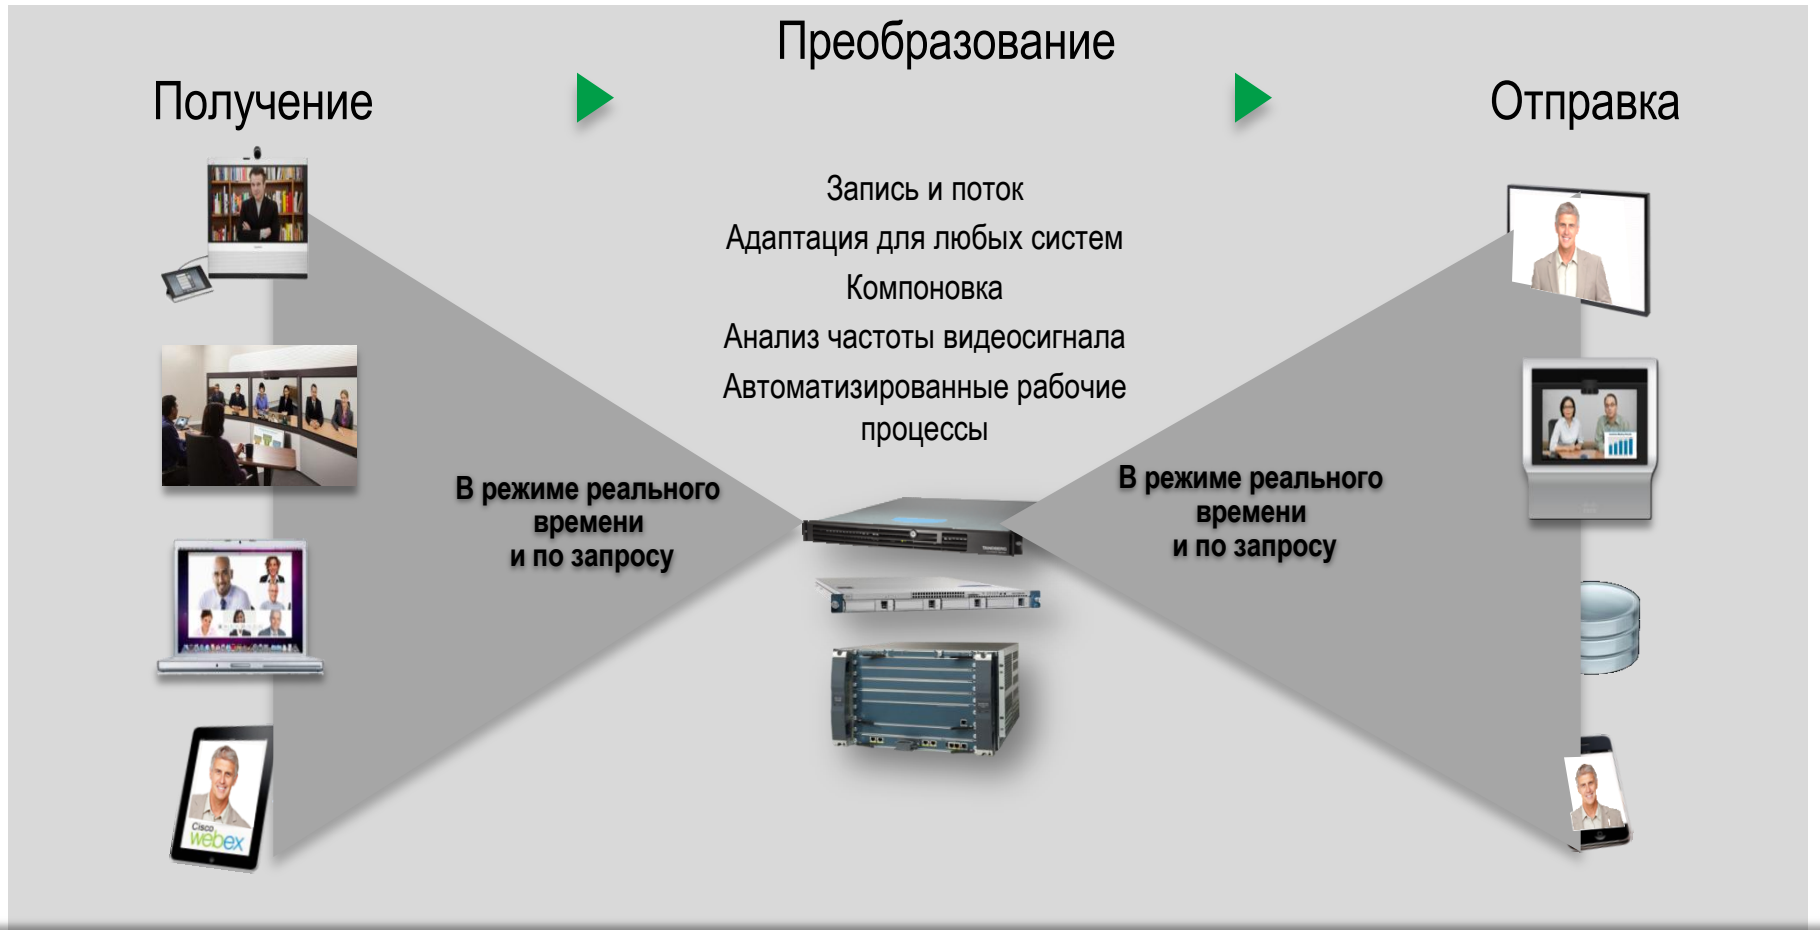 Преобразование
Получение
Отправка
Запись и поток
Адаптация для любых систем
Компоновка
Анализ частоты видеосигнала
Автоматизированные рабочие
процессы
В режиме реального
времени
и по запросу
В режиме реального
времени
и по запросу
Cisco
webex